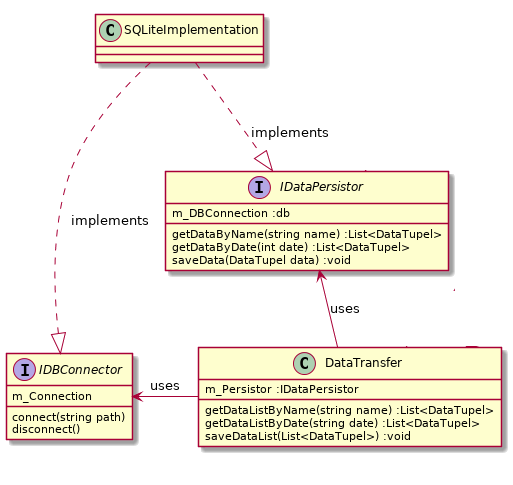 C SQLiteImplementation
implements
implements
I IDataPersistor
m_DBConnection :db
getDataByName(string name) :List<DataTupel>
getDataByDate(int date) :List<DataTupel>
saveData(DataTupel data) :void
uses
I IDBConnector
m_Connection
connect(string path)
disconnect()
uses
C DataTransfer
m_Persistor :IDataPersistor
getDataListByName(string name) :List<DataTupel>
getDataListByDate(string date) :List<DataTupel>
saveDataList(List<DataTupel>) :void